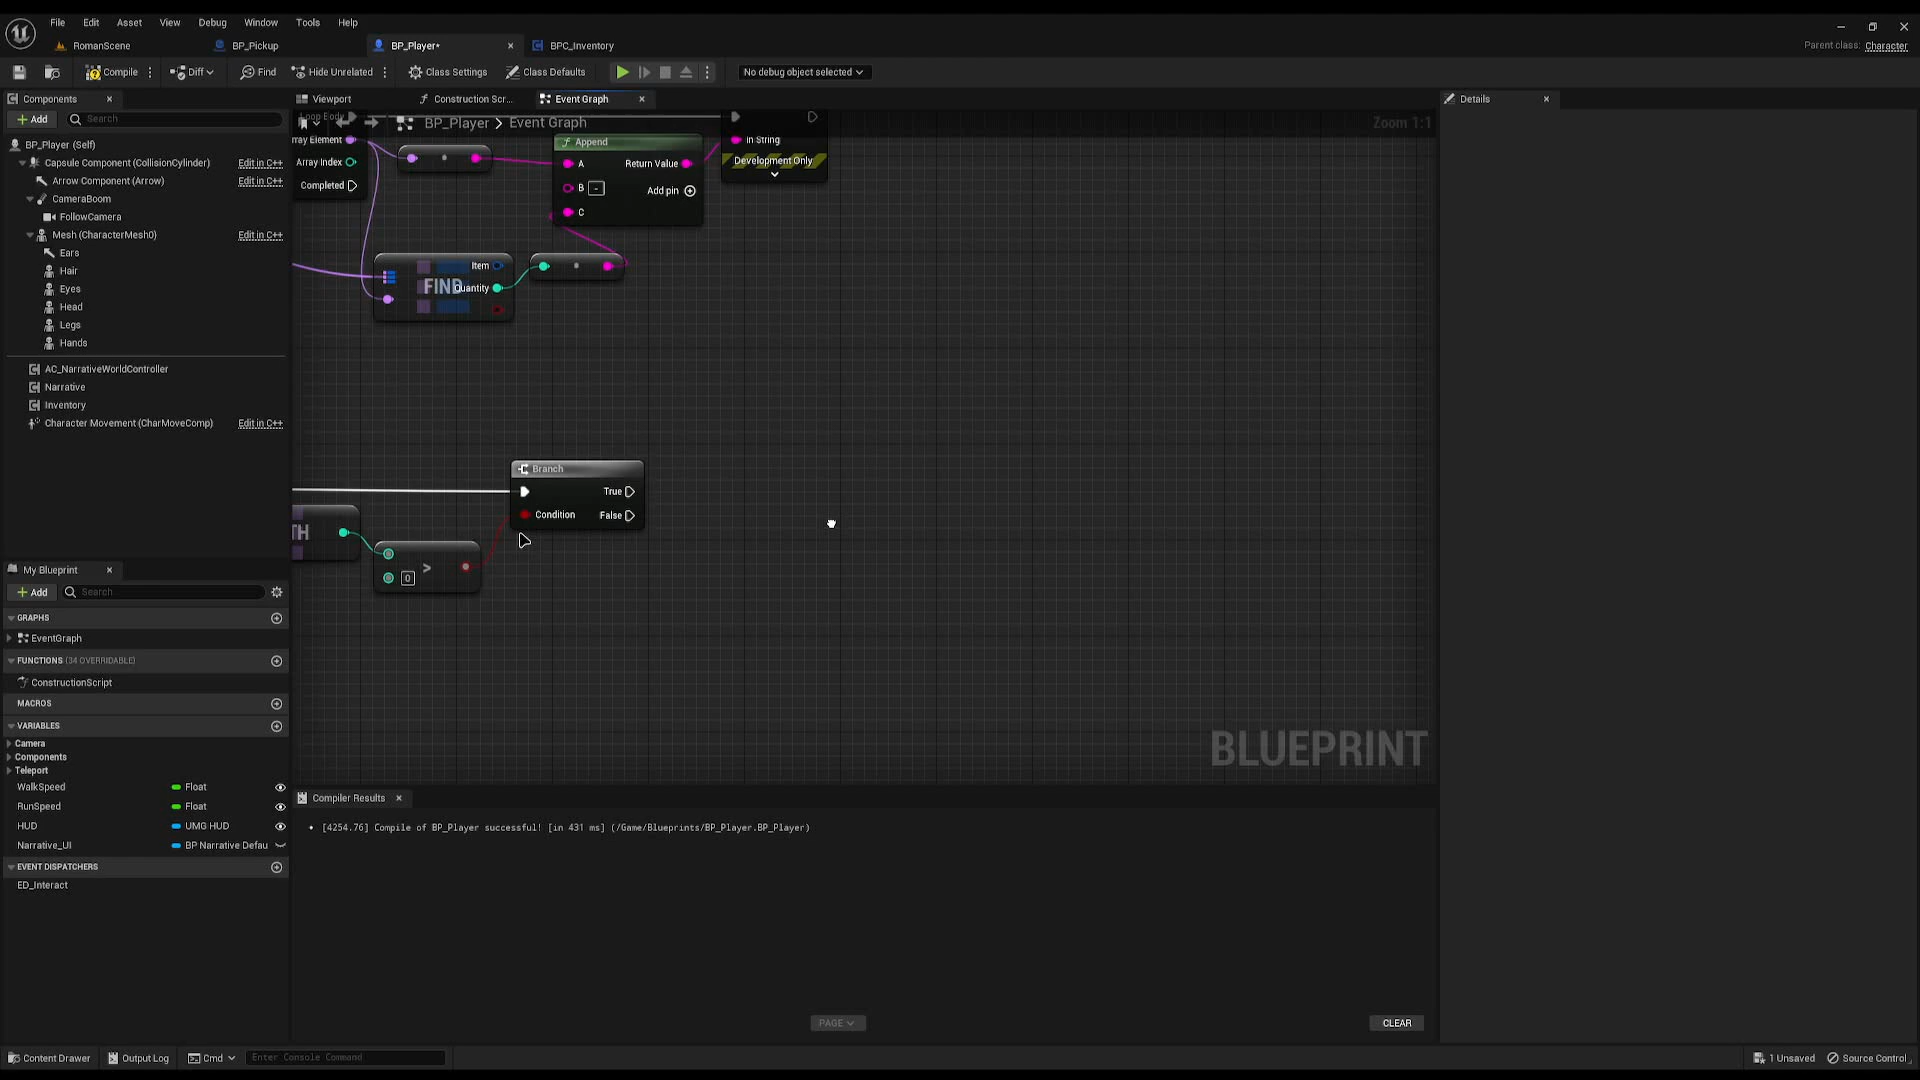 File Edit Asset View Debug Window Tools Help
RomanScene BP_Pickup BP_Player* BPC_Inventory
Parent class: Character
Compile Diff Find Hide Unrelated Class Settings Class Defaults No debug object selected
Components
Add Search
BP_Player (Self)
Capsule Component (CollisionCylinder) Edit in C++
Arrow Component (Arrow) Edit in C++
CameraBoom
FollowCamera
Mesh (CharacterMesh0) Edit in C++
Ears
Hair
Eyes
Head
Legs
Hands
AC_NarrativeWorldController
Narrative
Inventory
Character Movement (CharMoveComp) Edit in C++
My Blueprint
Add Search
GRAPHS
EventGraph
FUNCTIONS (34 OVERRIDABLE)
ConstructionScript
MACROS
VARIABLES
Camera
Components
Teleport
WalkSpeed Float
RunSpeed Float
HUD UMG HUD
Narrative_UI BP Narrative Defau
EVENT DISPATCHERS
ED_Interact
Viewport Construction Scr... Event Graph
Loop Body
BP_Player > Event Graph
Zoom 1:1
rray Element
Array Index
Completed
Append
A Return Value
B - Add pin
C
In String
Development Only
FIND
Item
Quantity
Branch
True
Condition False
TH
0 >
BLUEPRINT
Compiler Results
[4254.76] Compile of BP_Player successful! [in 431 ms] (/Game/Blueprints/BP_Player.BP_Player)
PAGE CLEAR
Details
Content Drawer Output Log Cmd Enter Console Command 1 Unsaved Source Control